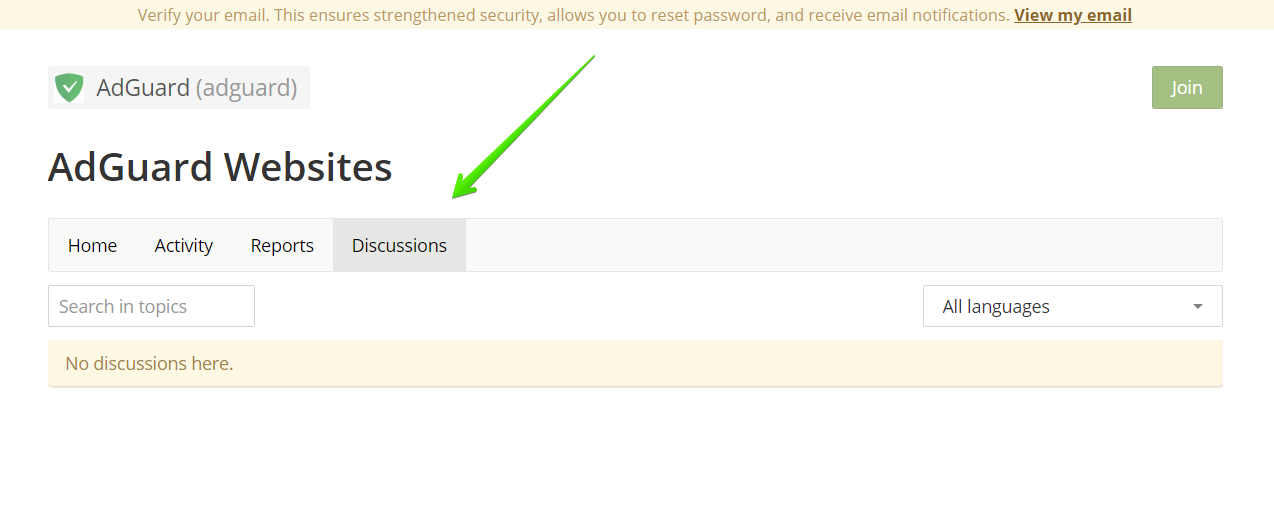 Verify your email. This ensures strengthened security, allows you to reset password, and receive email notifications. View my email
AdGuard (adguard)
Join
AdGuard Websites
Home Activity Reports Discussions
Search in topics
All languages
No discussions here.